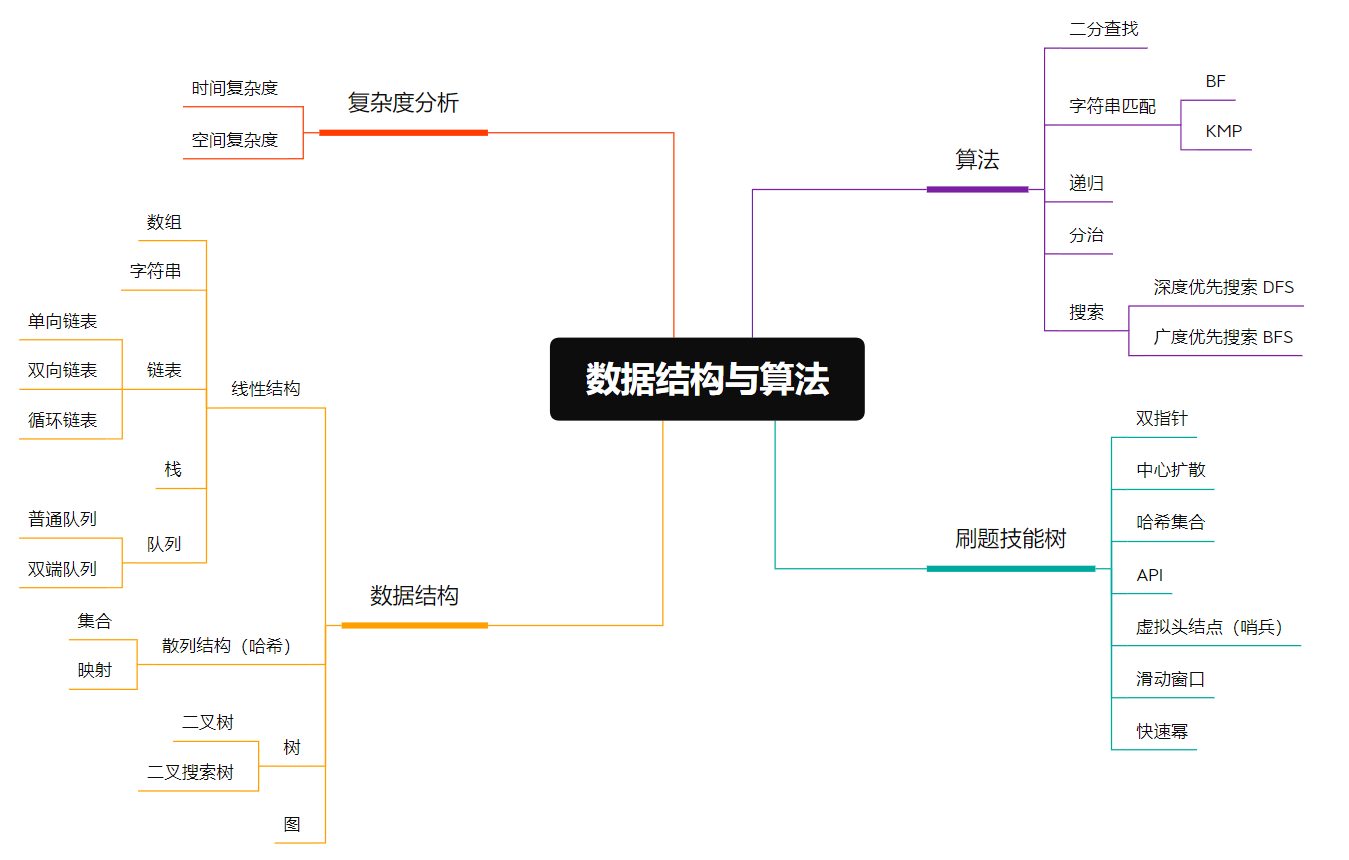 数据结构与算法
复杂度分析
时间复杂度
空间复杂度
数据结构
线性结构
数组
字符串
链表
单向链表
双向链表
循环链表
栈
队列
普通队列
双端队列
散列结构（哈希）
集合
映射
树
二叉树
二叉搜索树
图
算法
二分查找
字符串匹配
BF
KMP
递归
分治
搜索
深度优先搜索 DFS
广度优先搜索 BFS
刷题技能树
双指针
中心扩散
哈希集合
API
虚拟头结点（哨兵）
滑动窗口
快速幂